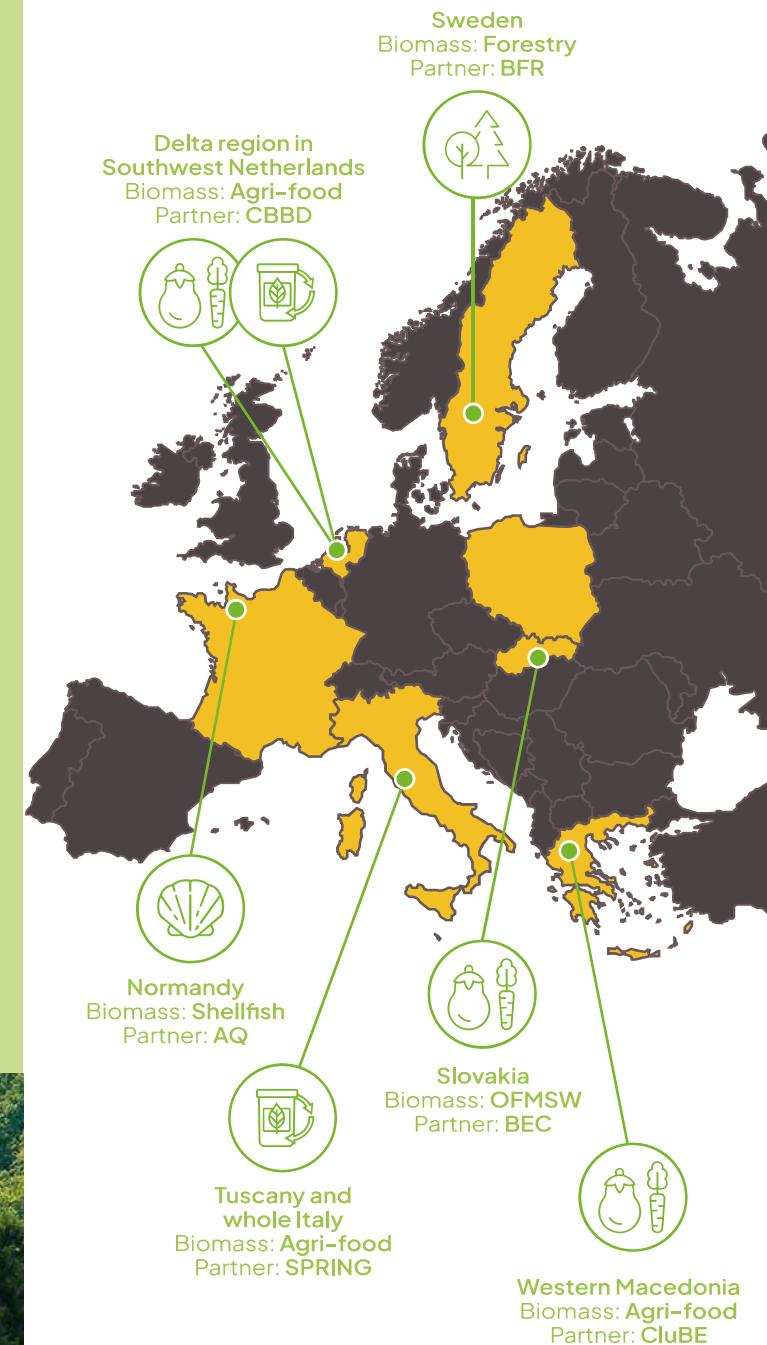 Sweden
Biomass: Forestry
Partner: BFR
Delta region in
Southwest Netherlands
Biomass: Agri-food
Partner: CBBD
Normandy
Biomass: Shellfish
Partner: AQ
Slovakia
Biomass: OFMSW
Partner: BEC
Tuscany and
whole Italy
Biomass: Agri-food
Partner: SPRING
Western Macedonia
Biomass: Agri-food
Partner: CluBE